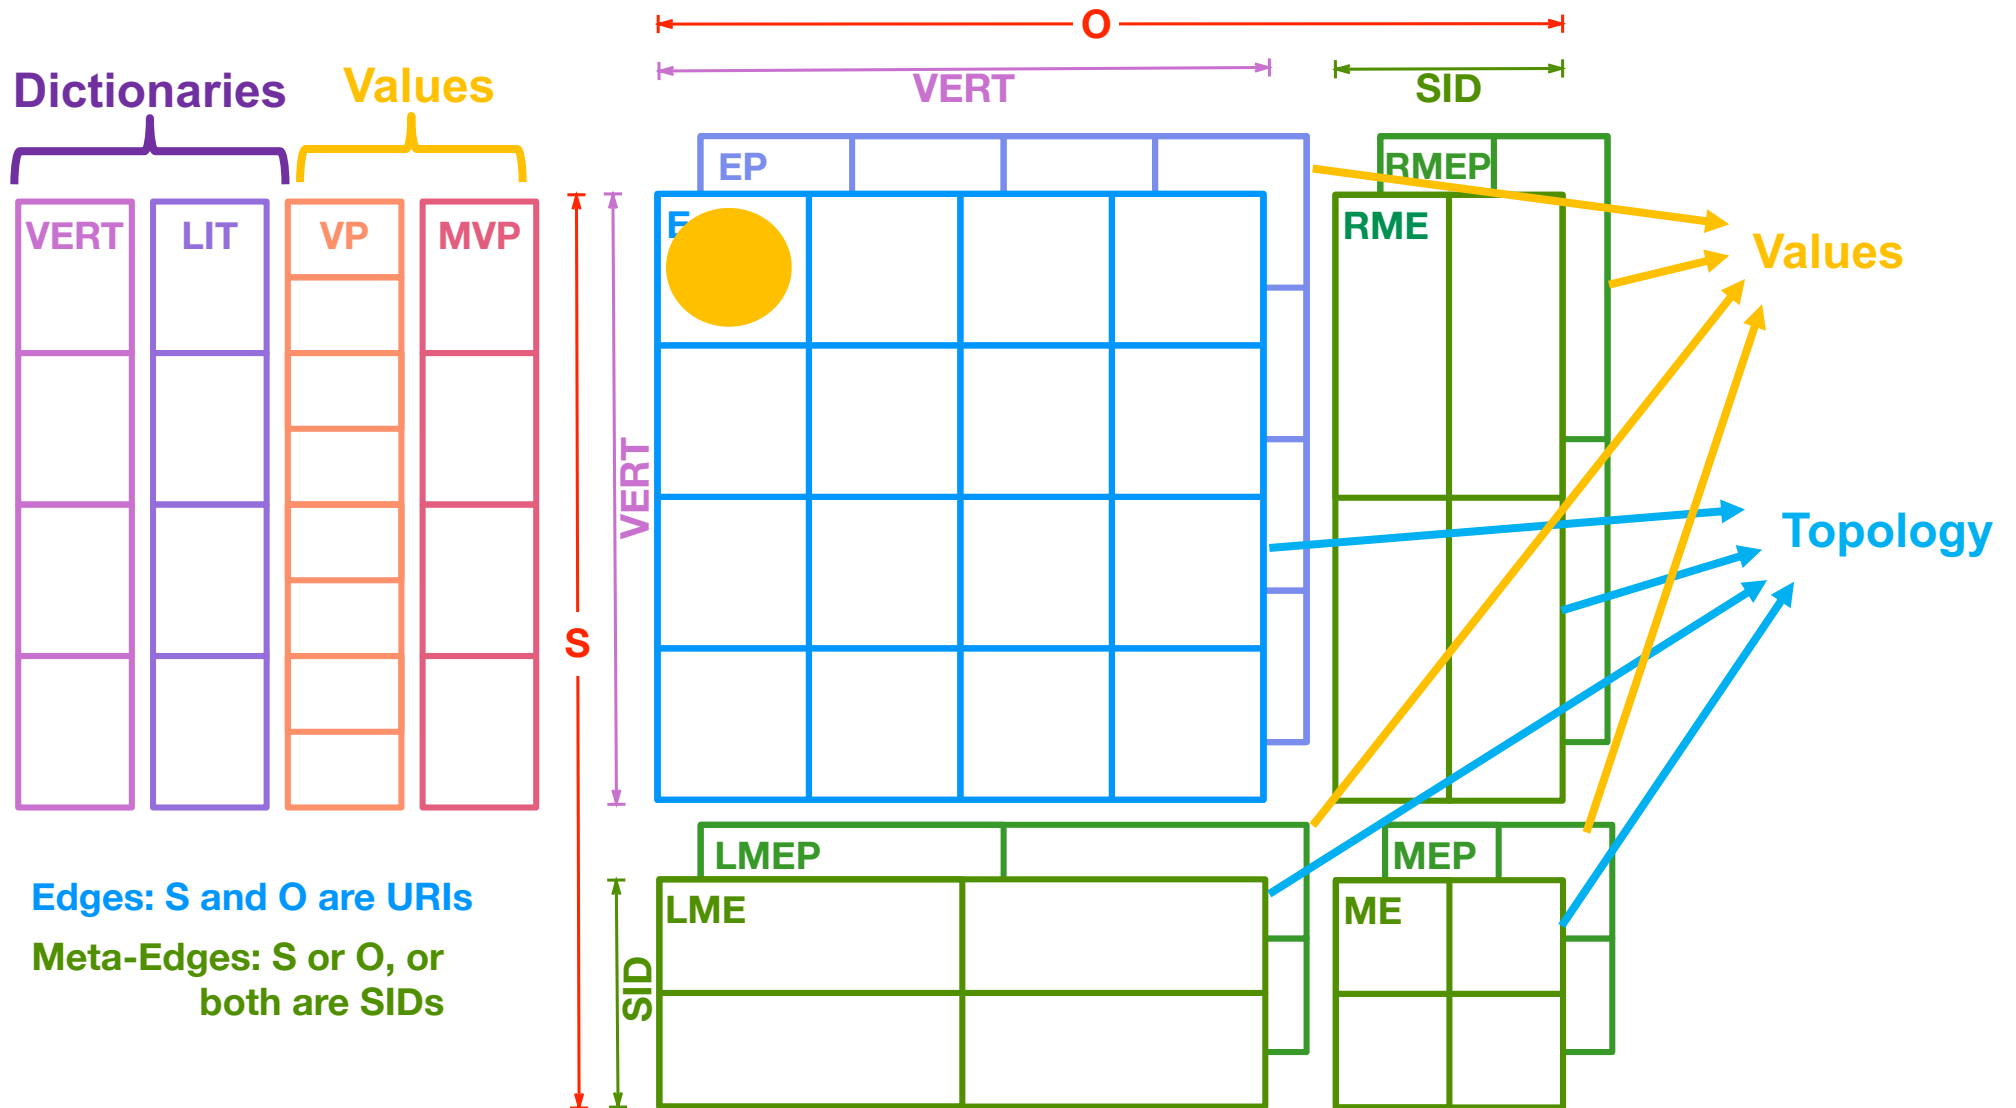 O
VERT
SID
Dictionaries
Values
EP
RMEP
VERT
LIT
VP
MVP
E
RME
Values
VERT
Topology
S
LMEP
MEP
Edges: S and O are URIs
LME
ME
Meta-Edges: S or O, or
both are SIDs
SID